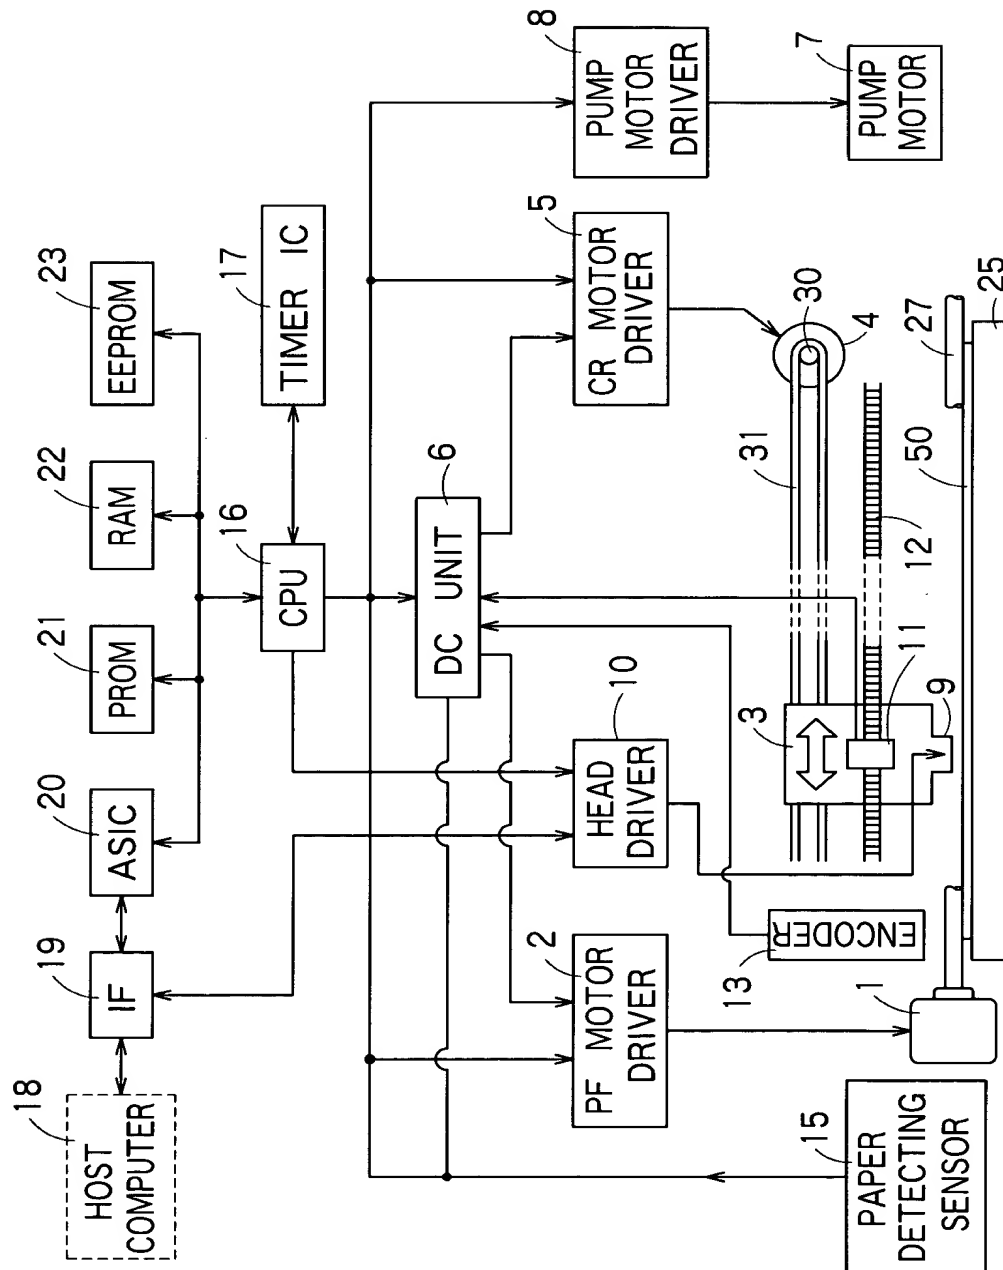 18
HOST
COMPUTER
19
IF
20
ASIC
21
PROM
22
RAM
23
EEPROM
16
CPU
17
TIMER IC
6
DC UNIT
2
PF MOTOR
DRIVER
10
HEAD
DRIVER
5
CR MOTOR
DRIVER
8
PUMP
MOTOR
DRIVER
15
PAPER
DETECTING
SENSOR
1
13
ENCODER
3
11
9
31
12
30
4
7
PUMP
MOTOR
50
27
25